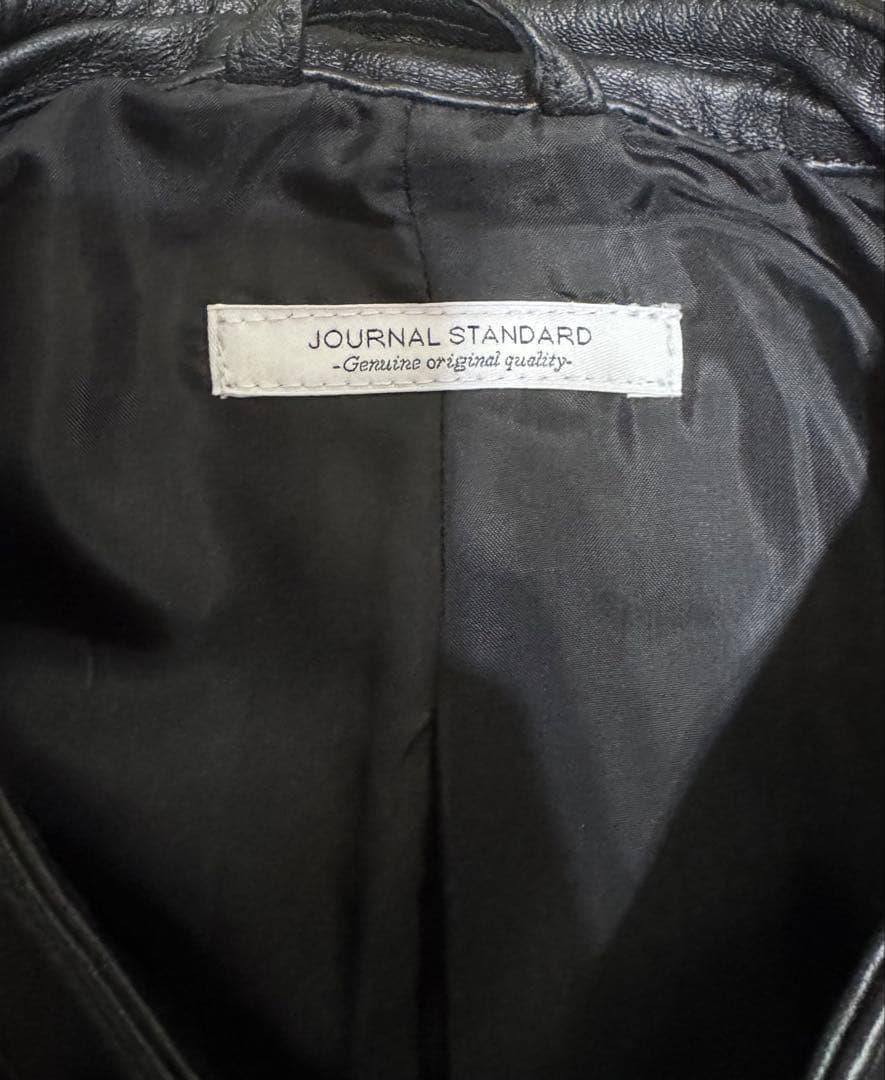 JOURNAL STANDARD
-Genuine original quality-